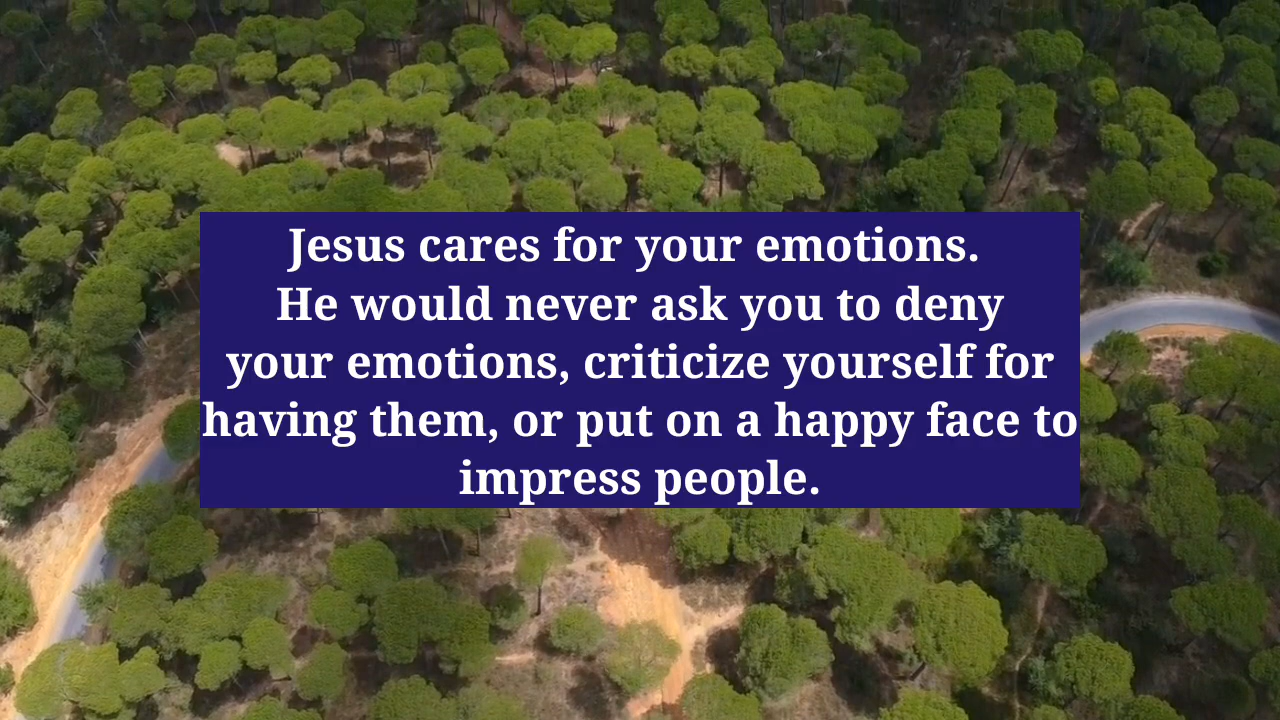 Jesus cares for your emotions.
He would never ask you to deny
your emotions, criticize yourself for
having them, or put on a happy face to
impress people.